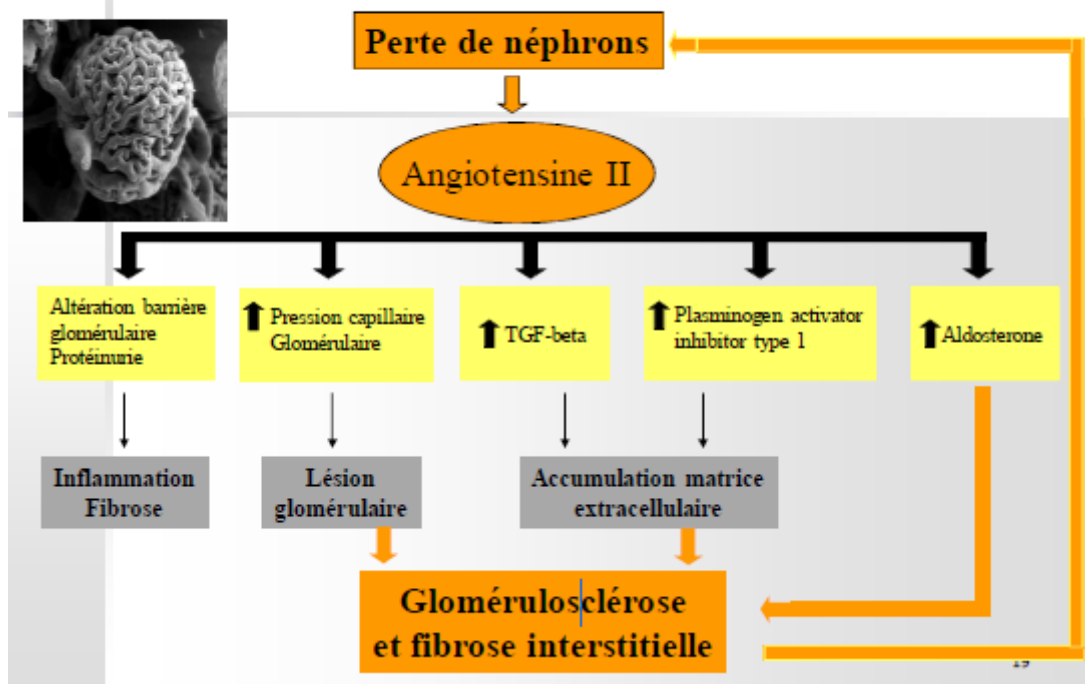 Perte de néphrons
Angiotensine II
Altération barrière
glomérulaire
Protéinurie
Pression capillaire
Glomérulaire
TGF-beta
Plasminogen activator
inhibitor type 1
Aldosterone
Inflammation
Fibrose
Lésion
glomérulaire
Accumulation matrice
extracellulaire
Glomérulosclérose
et fibrose interstitielle
19